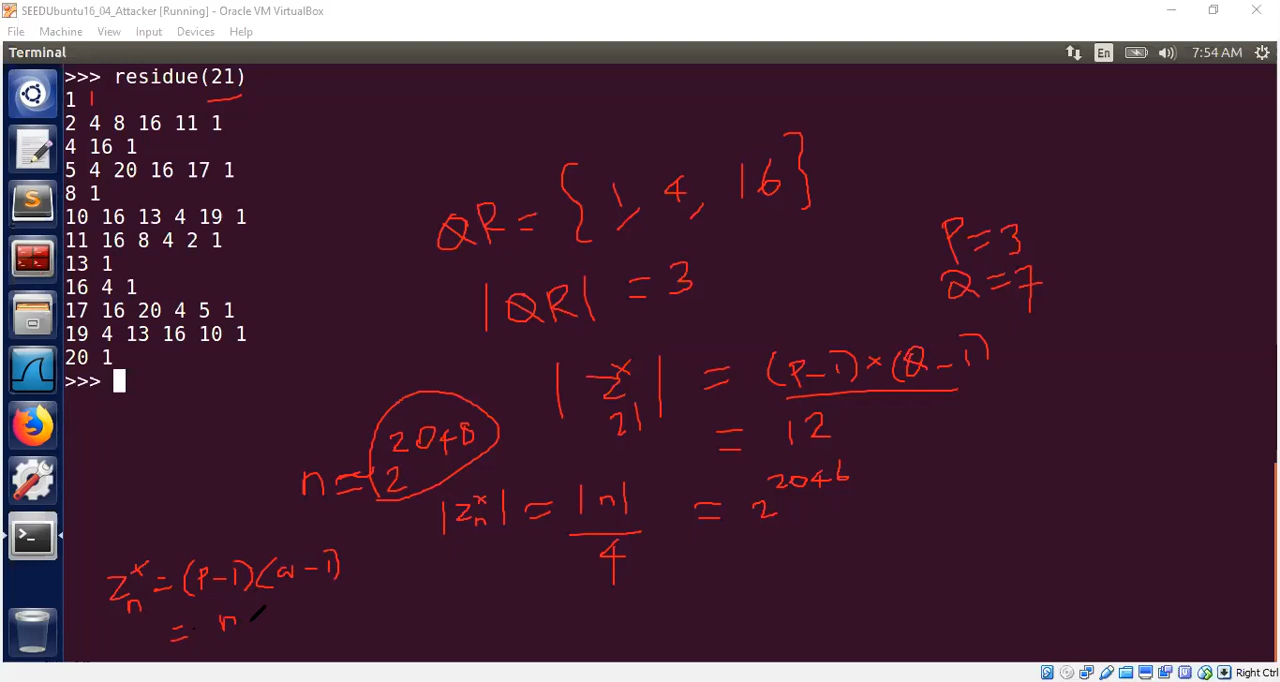 SEEDUbuntu16_04_Attacker [Running] - Oracle VM VirtualBox
File Machine View Input Devices Help
Terminal
En
7:54 AM
>>> residue(21)
1
2 4 8 16 11 1
4 16 1
5 4 20 16 17 1
8 1
10 16 13 4 19 1
11 16 8 4 2 1
13 1
16 4 1
17 16 20 4 5 1
19 4 13 16 10 1
20 1
>>>
QR = {1, 4, 16}
|QR| = 3
P = 3
Q = 7
|Z^x_21| = (P-1) × (Q-1)
= 12
n = 2^2048
|Z^x_n| = |n|/4 = 2^2046
Z^x_n = (P-1)(Q-1)
= n
Right Ctrl